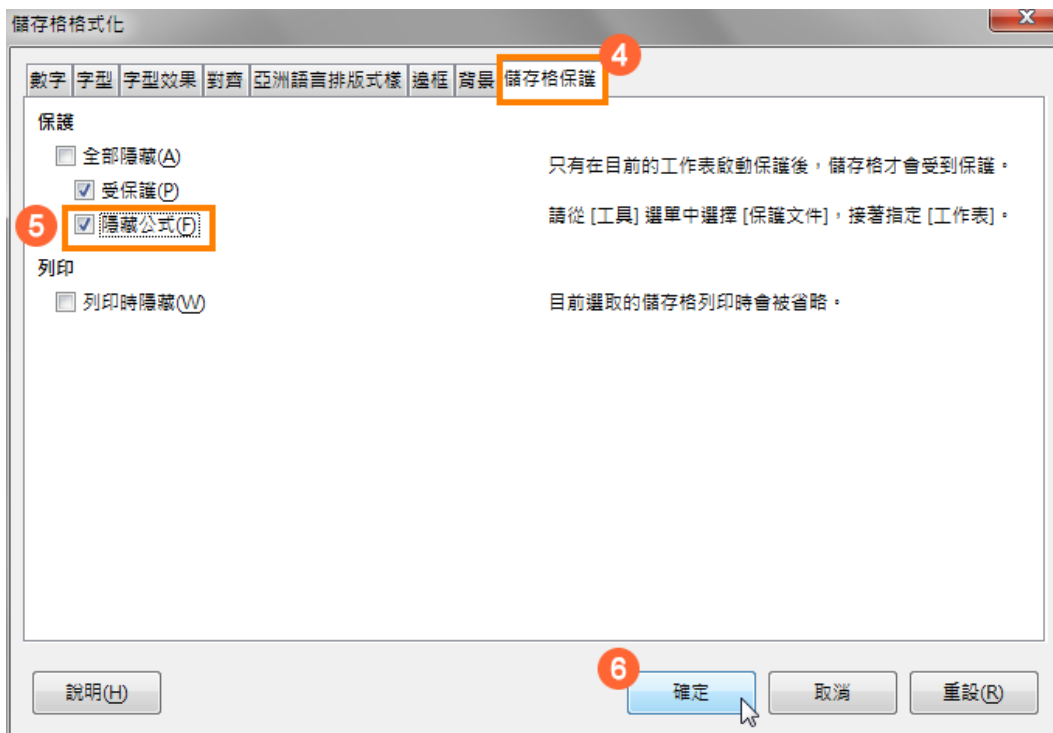 儲存格格式化
X
4
數字 字型 字型效果 對齊 亞洲語言排版式樣 邊框 背景 儲存格保護
保護
全部隱藏(A)
只有在目前的工作表啟動保護後，儲存格才會受到保護。
受保護(P)
5 隱藏公式(F)
請從 [工具] 選單中選擇 [保護文件]，接著指定 [工作表]。
列印
列印時隱藏(W)
目前選取的儲存格列印時會被省略。
6
說明(H) 確定 取消 重設(R)